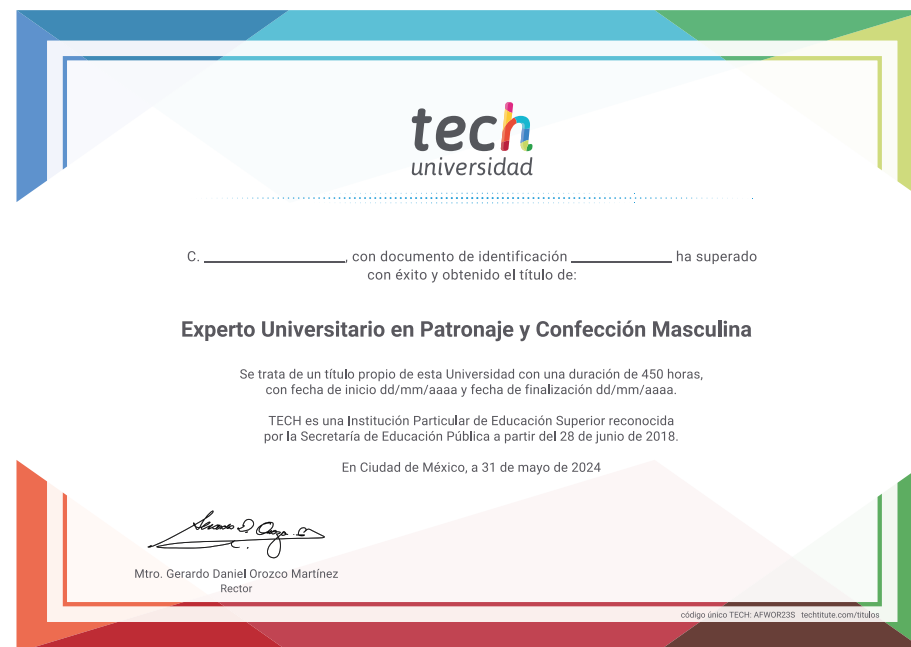 tech
universidad
C. ____________________, con documento de identificación ______________ ha superado
con éxito y obtenido el título de:
Experto Universitario en Patronaje y Confección Masculina
Se trata de un título propio de esta Universidad con una duración de 450 horas,
con fecha de inicio dd/mm/aaaa y fecha de finalización dd/mm/aaaa.
TECH es una Institución Particular de Educación Superior reconocida
por la Secretaría de Educación Pública a partir del 28 de junio de 2018.
En Ciudad de México, a 31 de mayo de 2024
Mtro. Gerardo Daniel Orozco Martínez
Rector
código único TECH: AFWOR23S techtitute.com/titulos